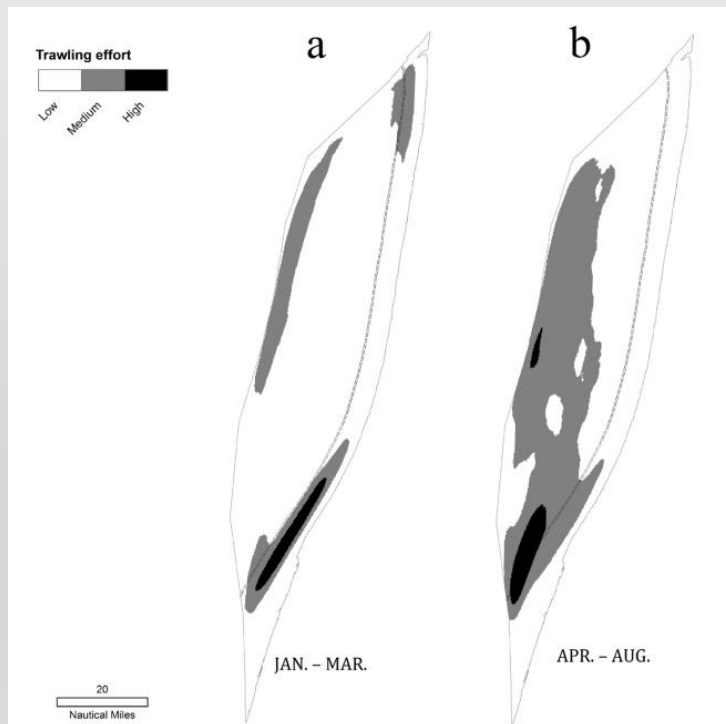 a
b
Trawling effort
Low
Medium
High
JAN. – MAR.
APR. – AUG.
20
Nautical Miles